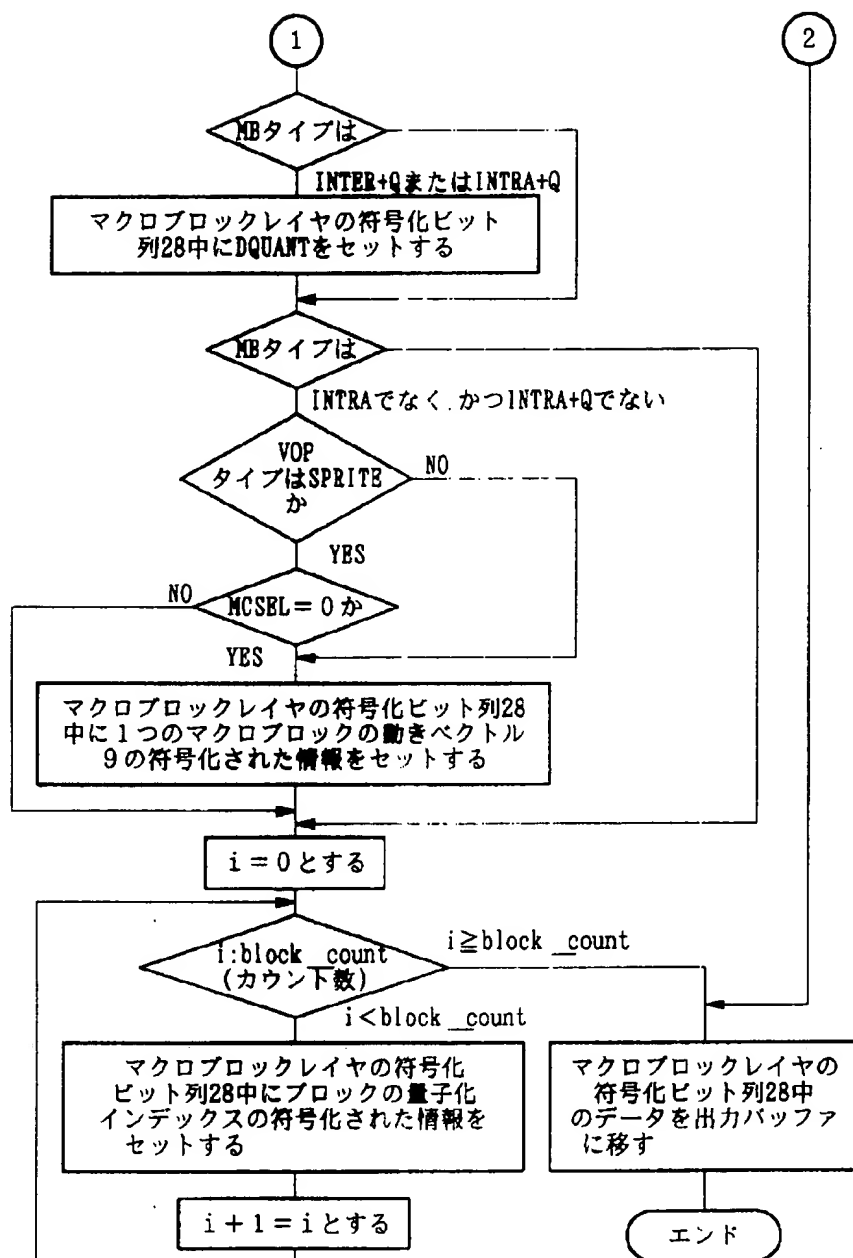 1
2
MBタイプは
INTER+QまたはINTRA+Q
マクロブロックレイヤの符号化ビット
列28中にDQUANTをセットする
MBタイプは
INTRAでなく,かつINTRA+Qでない
VOP
タイプはSPRITE
か
NO
YES
NO
MCSEL=0か
YES
マクロブロックレイヤの符号化ビット列28
中に1つのマクロブロックの動きベクトル
9の符号化された情報をセットする
i=0とする
i:block_count
(カウント数)
i≧block_count
i<block_count
マクロブロックレイヤの符号化
ビット列28中にブロックの量子化
インデックスの符号化された情報を
セットする
マクロブロックレイヤの
符号化ビット列28中
のデータを出力バッファ
に移す
i+1=iとする
エンド